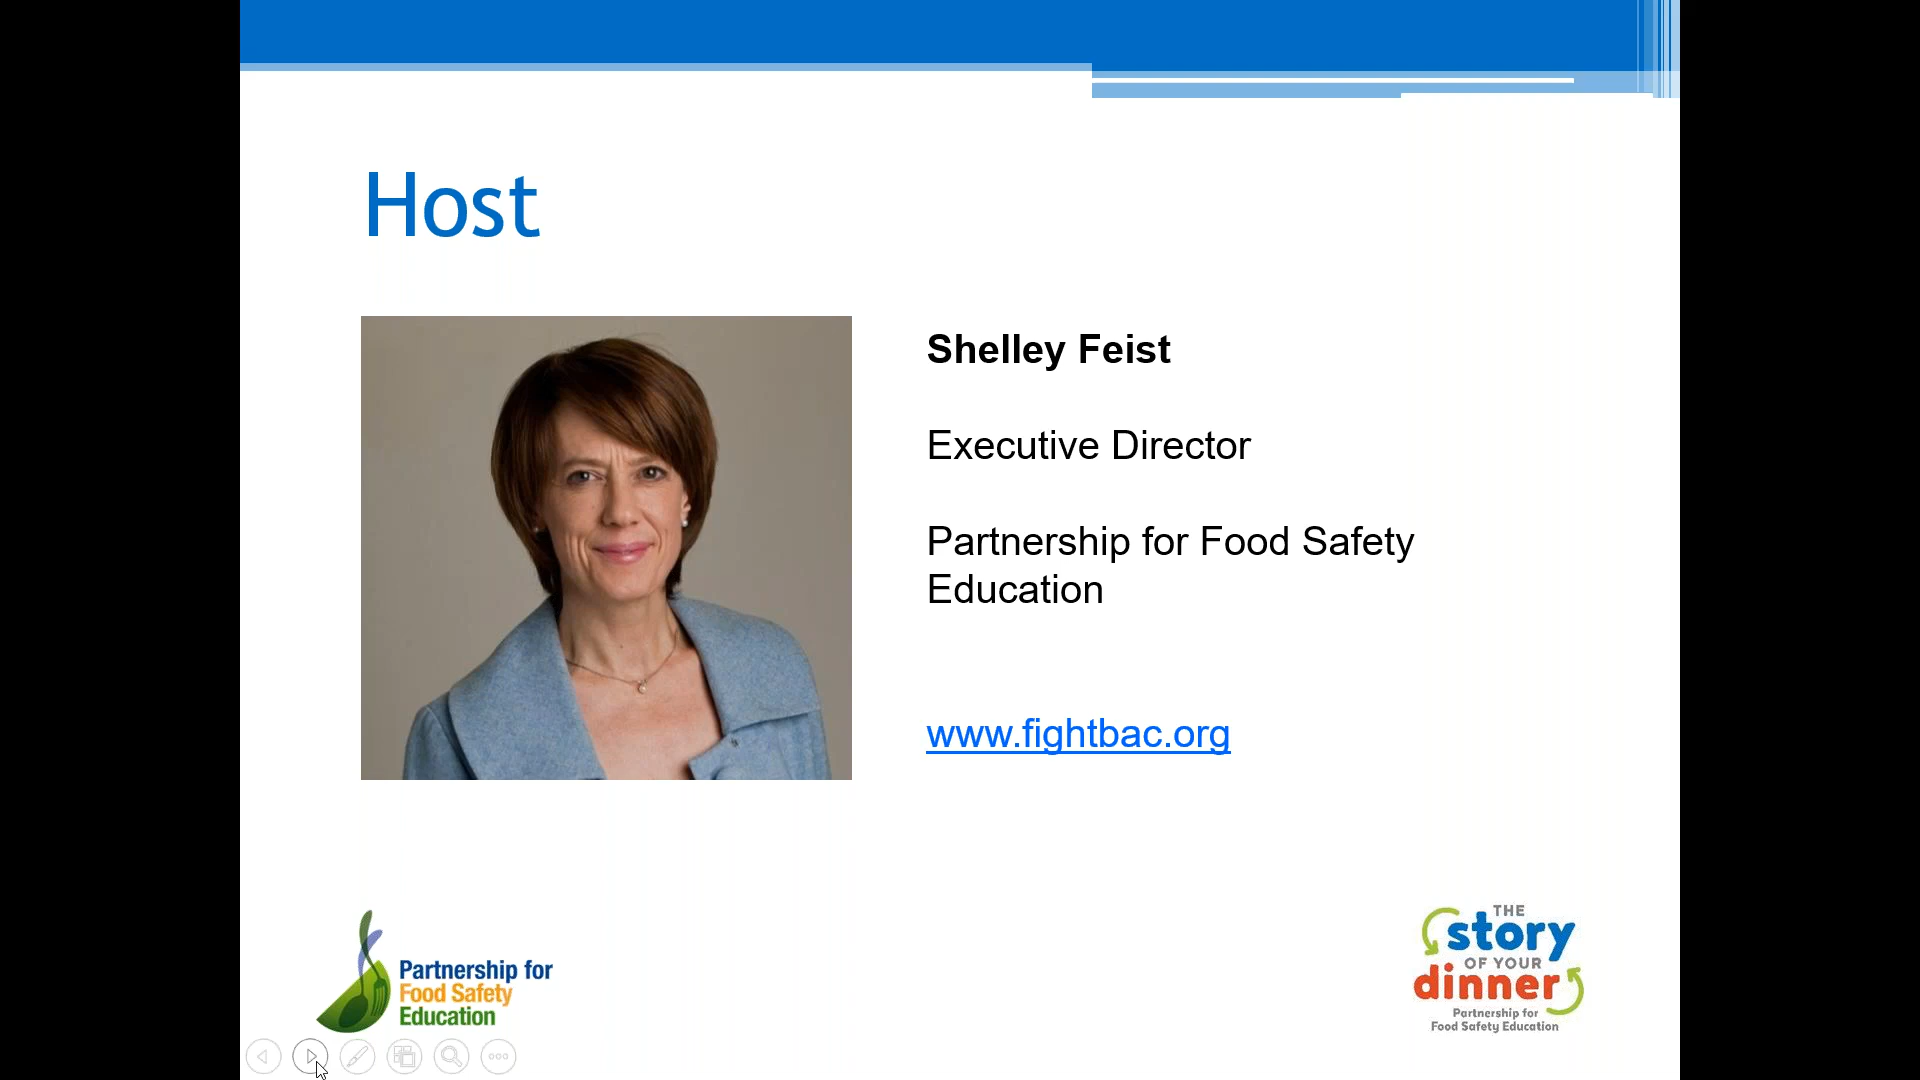 Host
Shelley Feist
Executive Director
Partnership for Food Safety
Education
www.fightbac.org
Partnership for
Food Safety
Education
THE
story
OF YOUR
dinner
Partnership for
Food Safety Education